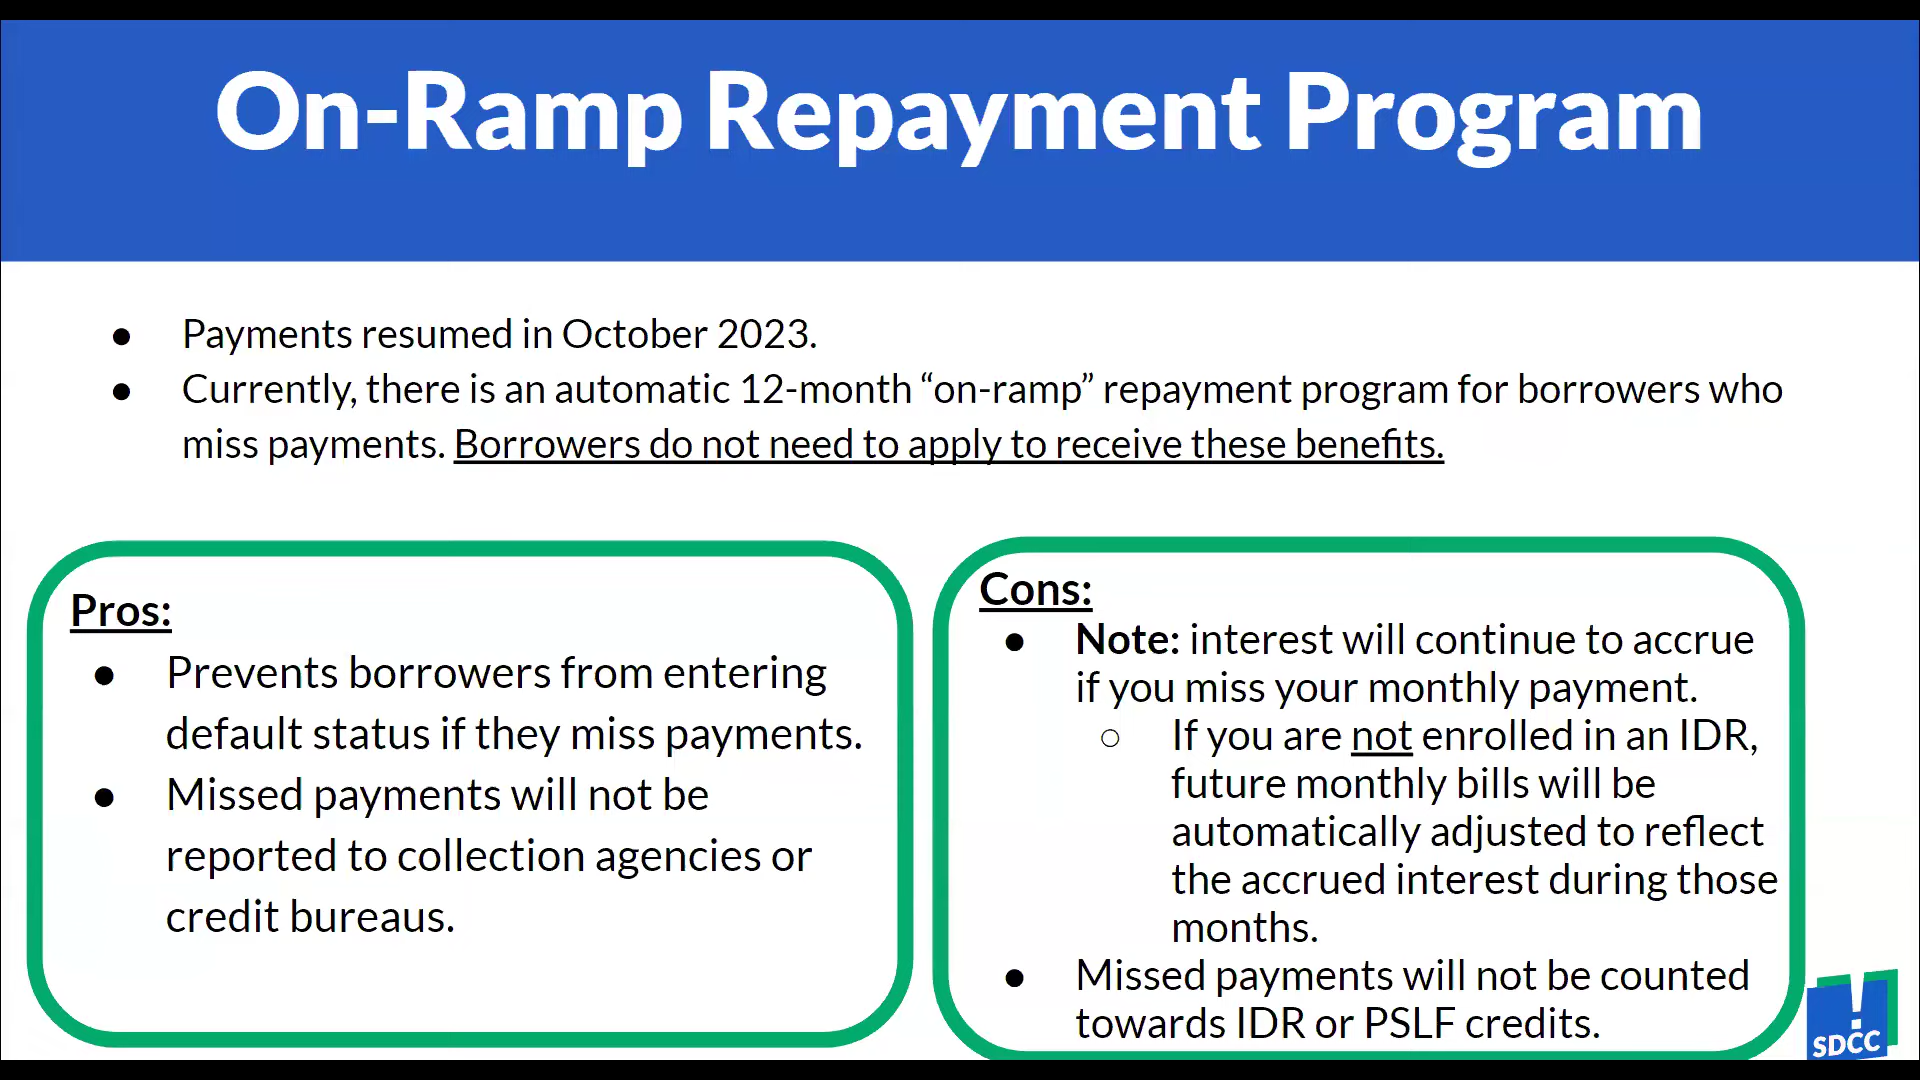 On-Ramp Repayment Program
● Payments resumed in October 2023.
● Currently, there is an automatic 12-month “on-ramp” repayment program for borrowers who
miss payments. Borrowers do not need to apply to receive these benefits.
Pros:
● Prevents borrowers from entering
default status if they miss payments.
● Missed payments will not be
reported to collection agencies or
credit bureaus.
Cons:
● Note: interest will continue to accrue
if you miss your monthly payment.
○ If you are not enrolled in an IDR,
future monthly bills will be
automatically adjusted to reflect
the accrued interest during those
months.
● Missed payments will not be counted
towards IDR or PSLF credits.
SDCC